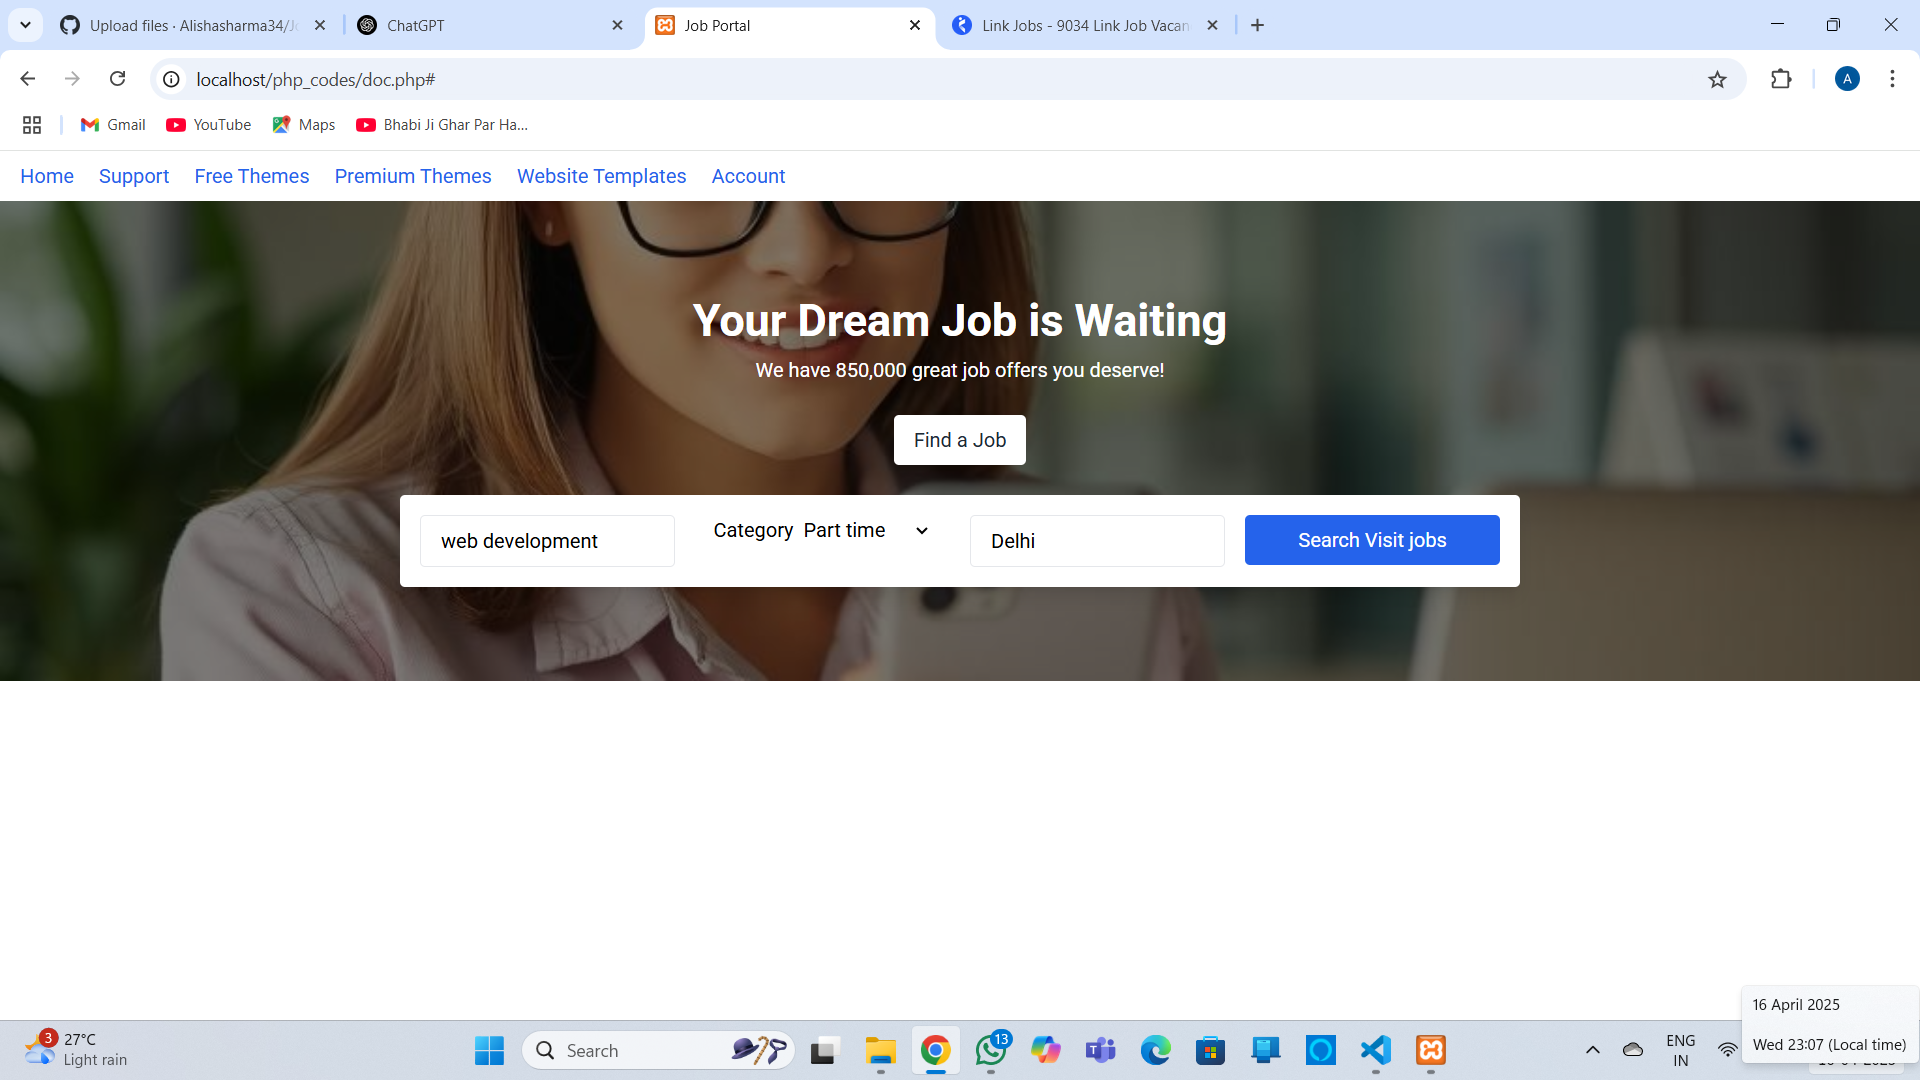 Upload files · Alishasharma34/Jo
ChatGPT
Job Portal
Link Jobs - 9034 Link Job Vacan
localhost/php_codes/doc.php#
A
Gmail
YouTube
Maps
Bhabi Ji Ghar Par Ha...
Home
Support
Free Themes
Premium Themes
Website Templates
Account
Your Dream Job is Waiting
We have 850,000 great job offers you deserve!
Find a Job
web development
Category Part time
Delhi
Search Visit jobs
16 April 2025
Wed 23:07 (Local time)
3
27°C
Light rain
Search
13
ENG
IN